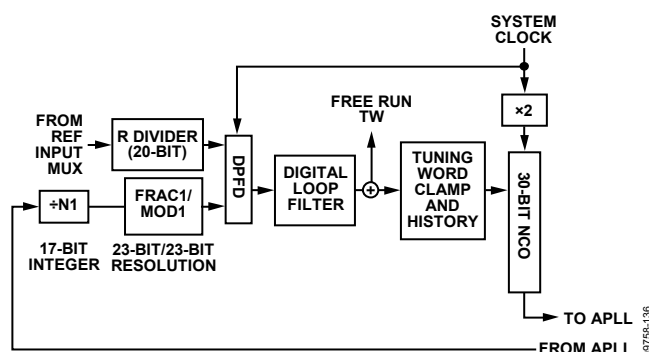 SYSTEM
CLOCK
FREE RUN
TW
×2
FROM
REF
INPUT
MUX
R DIVIDER
(20-BIT)
DPFD
DIGITAL
LOOP
FILTER
+
TUNING
WORD
CLAMP
AND
HISTORY
30-BIT NCO
÷N1
FRAC1/
MOD1
17-BIT
INTEGER
23-BIT/23-BIT
RESOLUTION
TO APLL
FROM APLL
9758-136